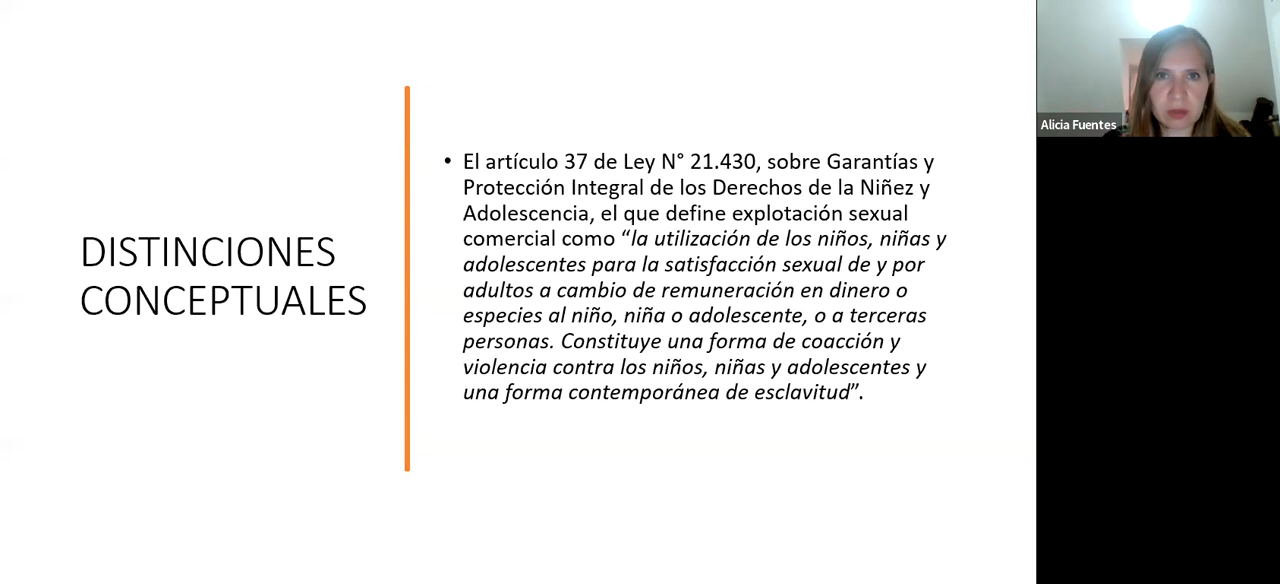 DISTINCIONES
CONCEPTUALES
• El artículo 37 de Ley N° 21.430, sobre Garantías y
Protección Integral de los Derechos de la Niñez y
Adolescencia, el que define explotación sexual
comercial como “la utilización de los niños, niñas y
adolescentes para la satisfacción sexual de y por
adultos a cambio de remuneración en dinero o
especies al niño, niña o adolescente, o a terceras
personas. Constituye una forma de coacción y
violencia contra los niños, niñas y adolescentes y
una forma contemporánea de esclavitud”.
Alicia Fuentes